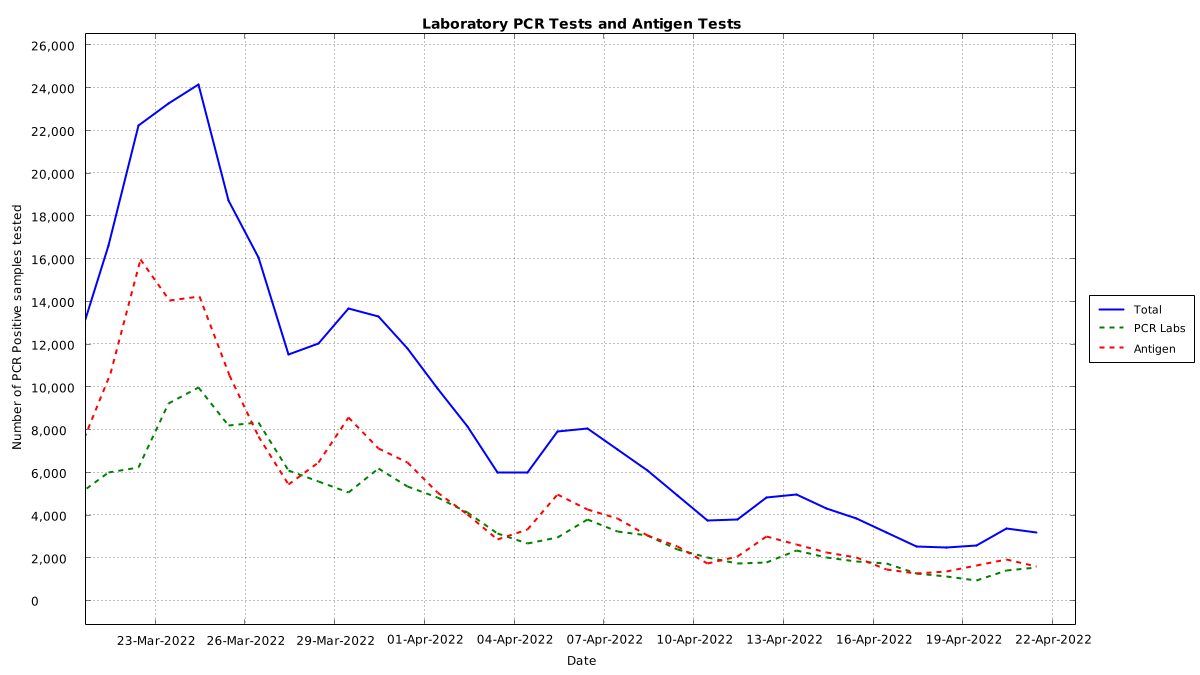 Laboratory PCR Tests and Antigen Tests
Number of PCR Positive samples tested
26,000
24,000
22,000
20,000
18,000
16,000
14,000
12,000
10,000
8,000
6,000
4,000
2,000
0
23-Mar-2022 26-Mar-2022 29-Mar-2022 01-Apr-2022 04-Apr-2022 07-Apr-2022 10-Apr-2022 13-Apr-2022 16-Apr-2022 19-Apr-2022 22-Apr-2022
Date
Total
PCR Labs
Antigen